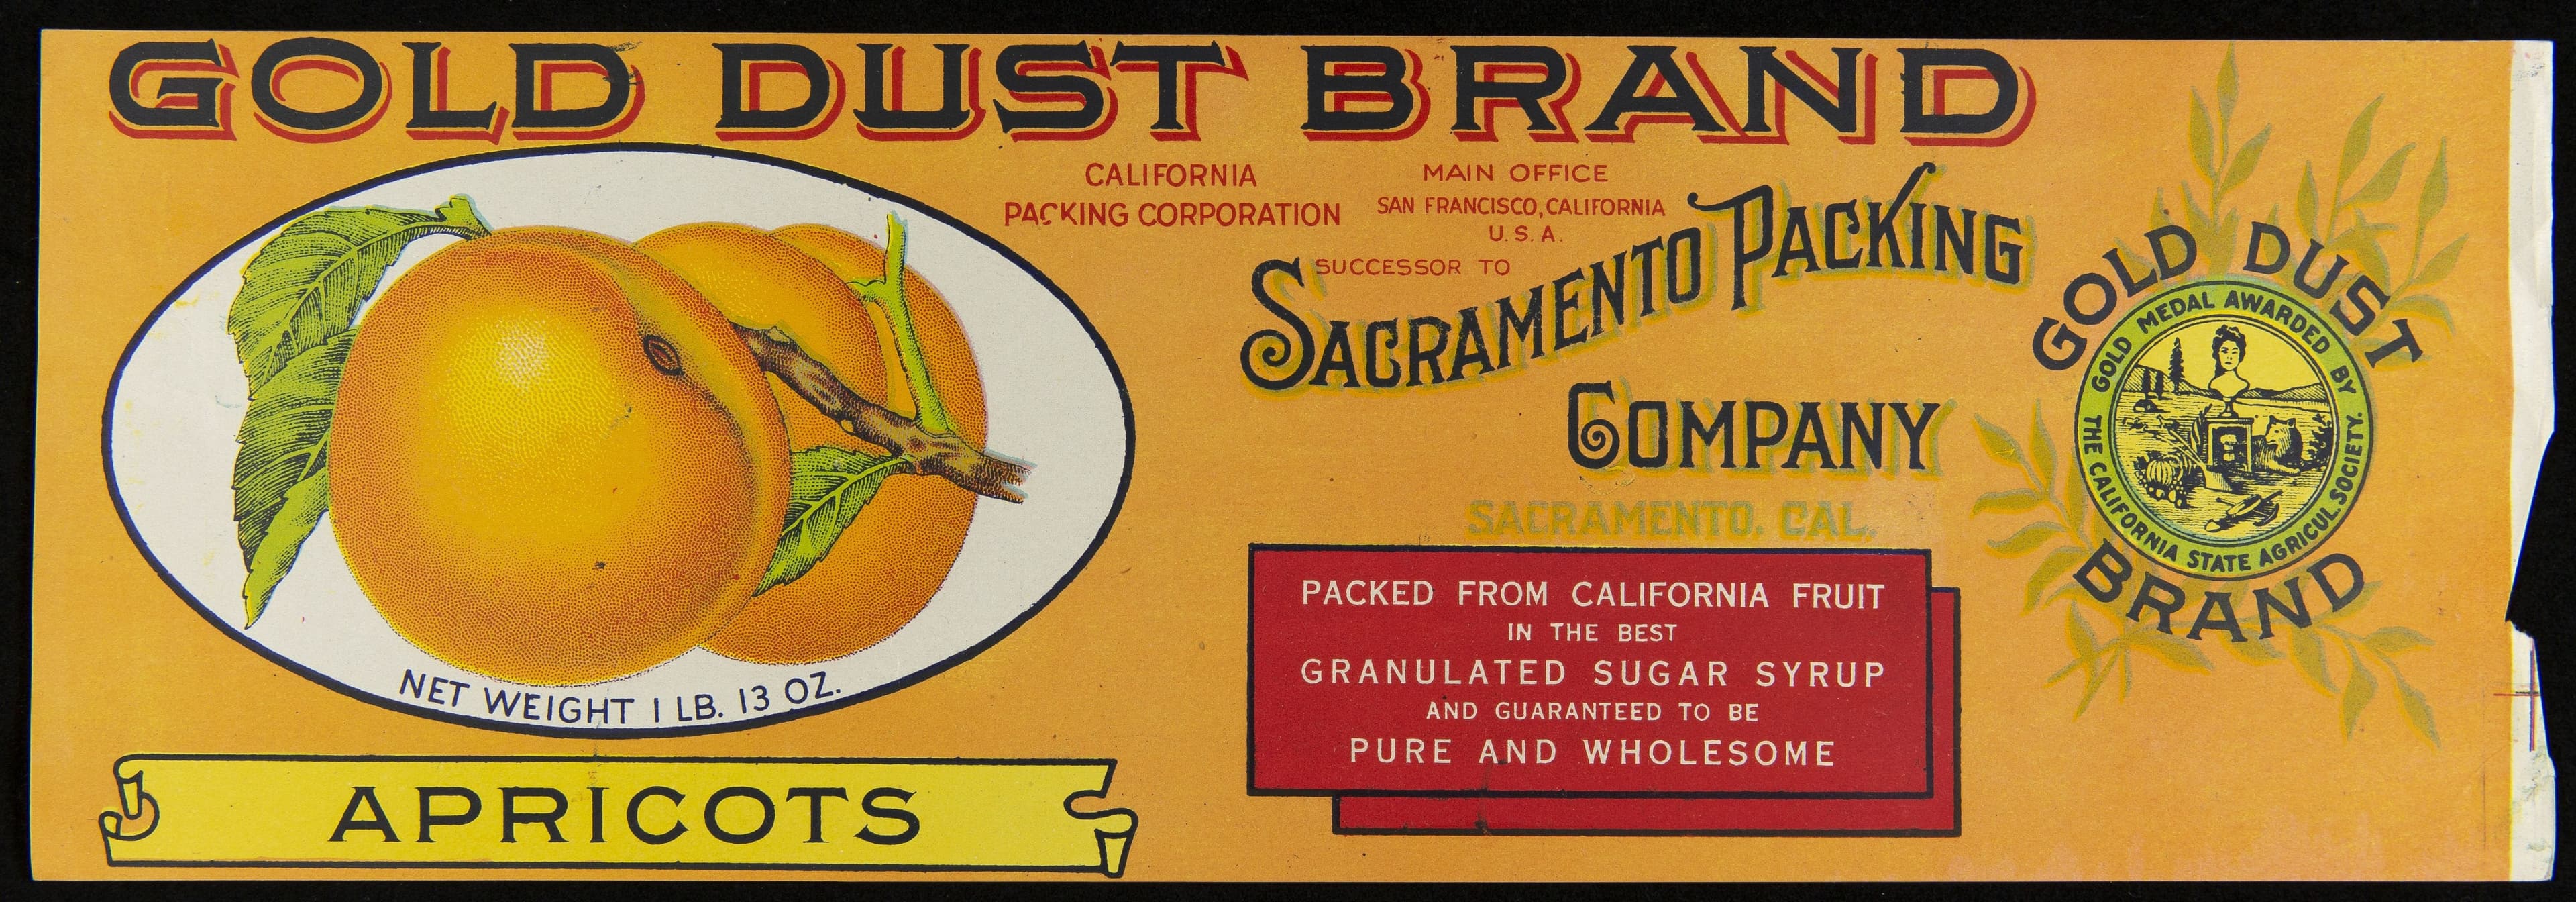 GOLD DUST BRAND
CALIFORNIA
PACKING CORPORATION
MAIN OFFICE
SAN FRANCISCO, CALIFORNIA
U. S. A.
SUCCESSOR TO
SACRAMENTO PACKING
COMPANY
SACRAMENTO. CAL.
PACKED FROM CALIFORNIA FRUIT
IN THE BEST
GRANULATED SUGAR SYRUP
AND GUARANTEED TO BE
PURE AND WHOLESOME
NET WEIGHT 1 LB. 13 OZ.
APRICOTS
GOLD DUST
GOLD MEDAL AWARDED BY
THE CALIFORNIA STATE AGRICUL. SOCIETY.
BRAND